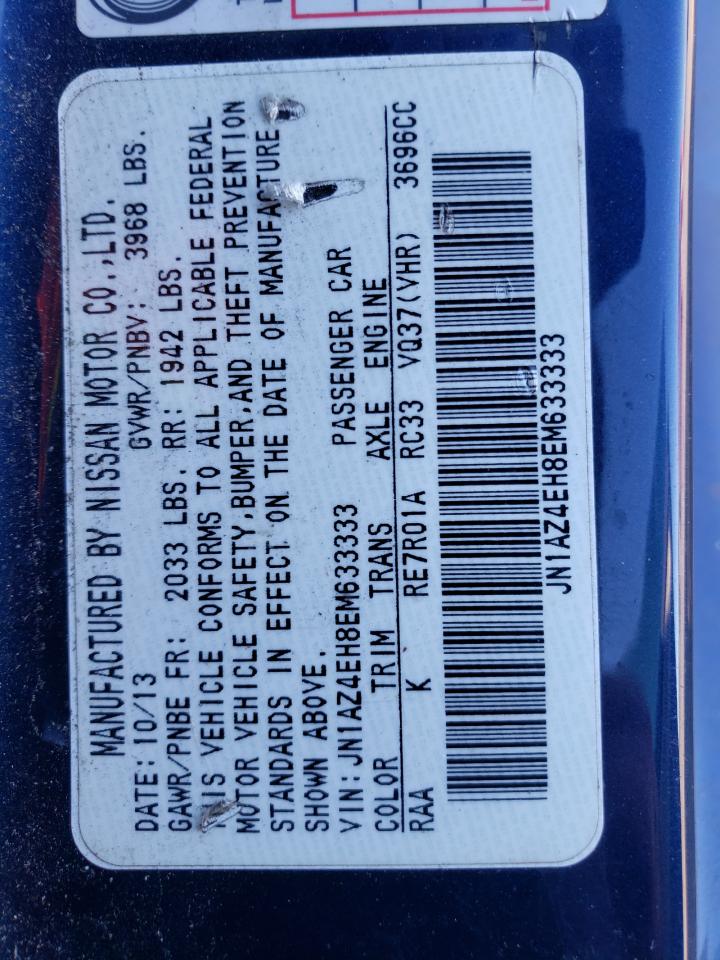 MANUFACTURED BY NISSAN MOTOR CO.,LTD.
DATE: 10/13 GVWR/PNBV: 3968 LBS.
GAWR/PNBE FR: 2033 LBS. RR: 1942 LBS.
THIS VEHICLE CONFORMS TO ALL APPLICABLE FEDERAL
MOTOR VEHICLE SAFETY,BUMPER,AND THEFT PREVENTION
STANDARDS IN EFFECT ON THE DATE OF MANUFACTURE
SHOWN ABOVE.
VIN:JN1AZ4EH8EM633333 PASSENGER CAR
COLOR TRIM TRANS AXLE ENGINE
RAA K RE7R01A RC33 VQ37(VHR) 3696CC
JN1AZ4EH8EM633333